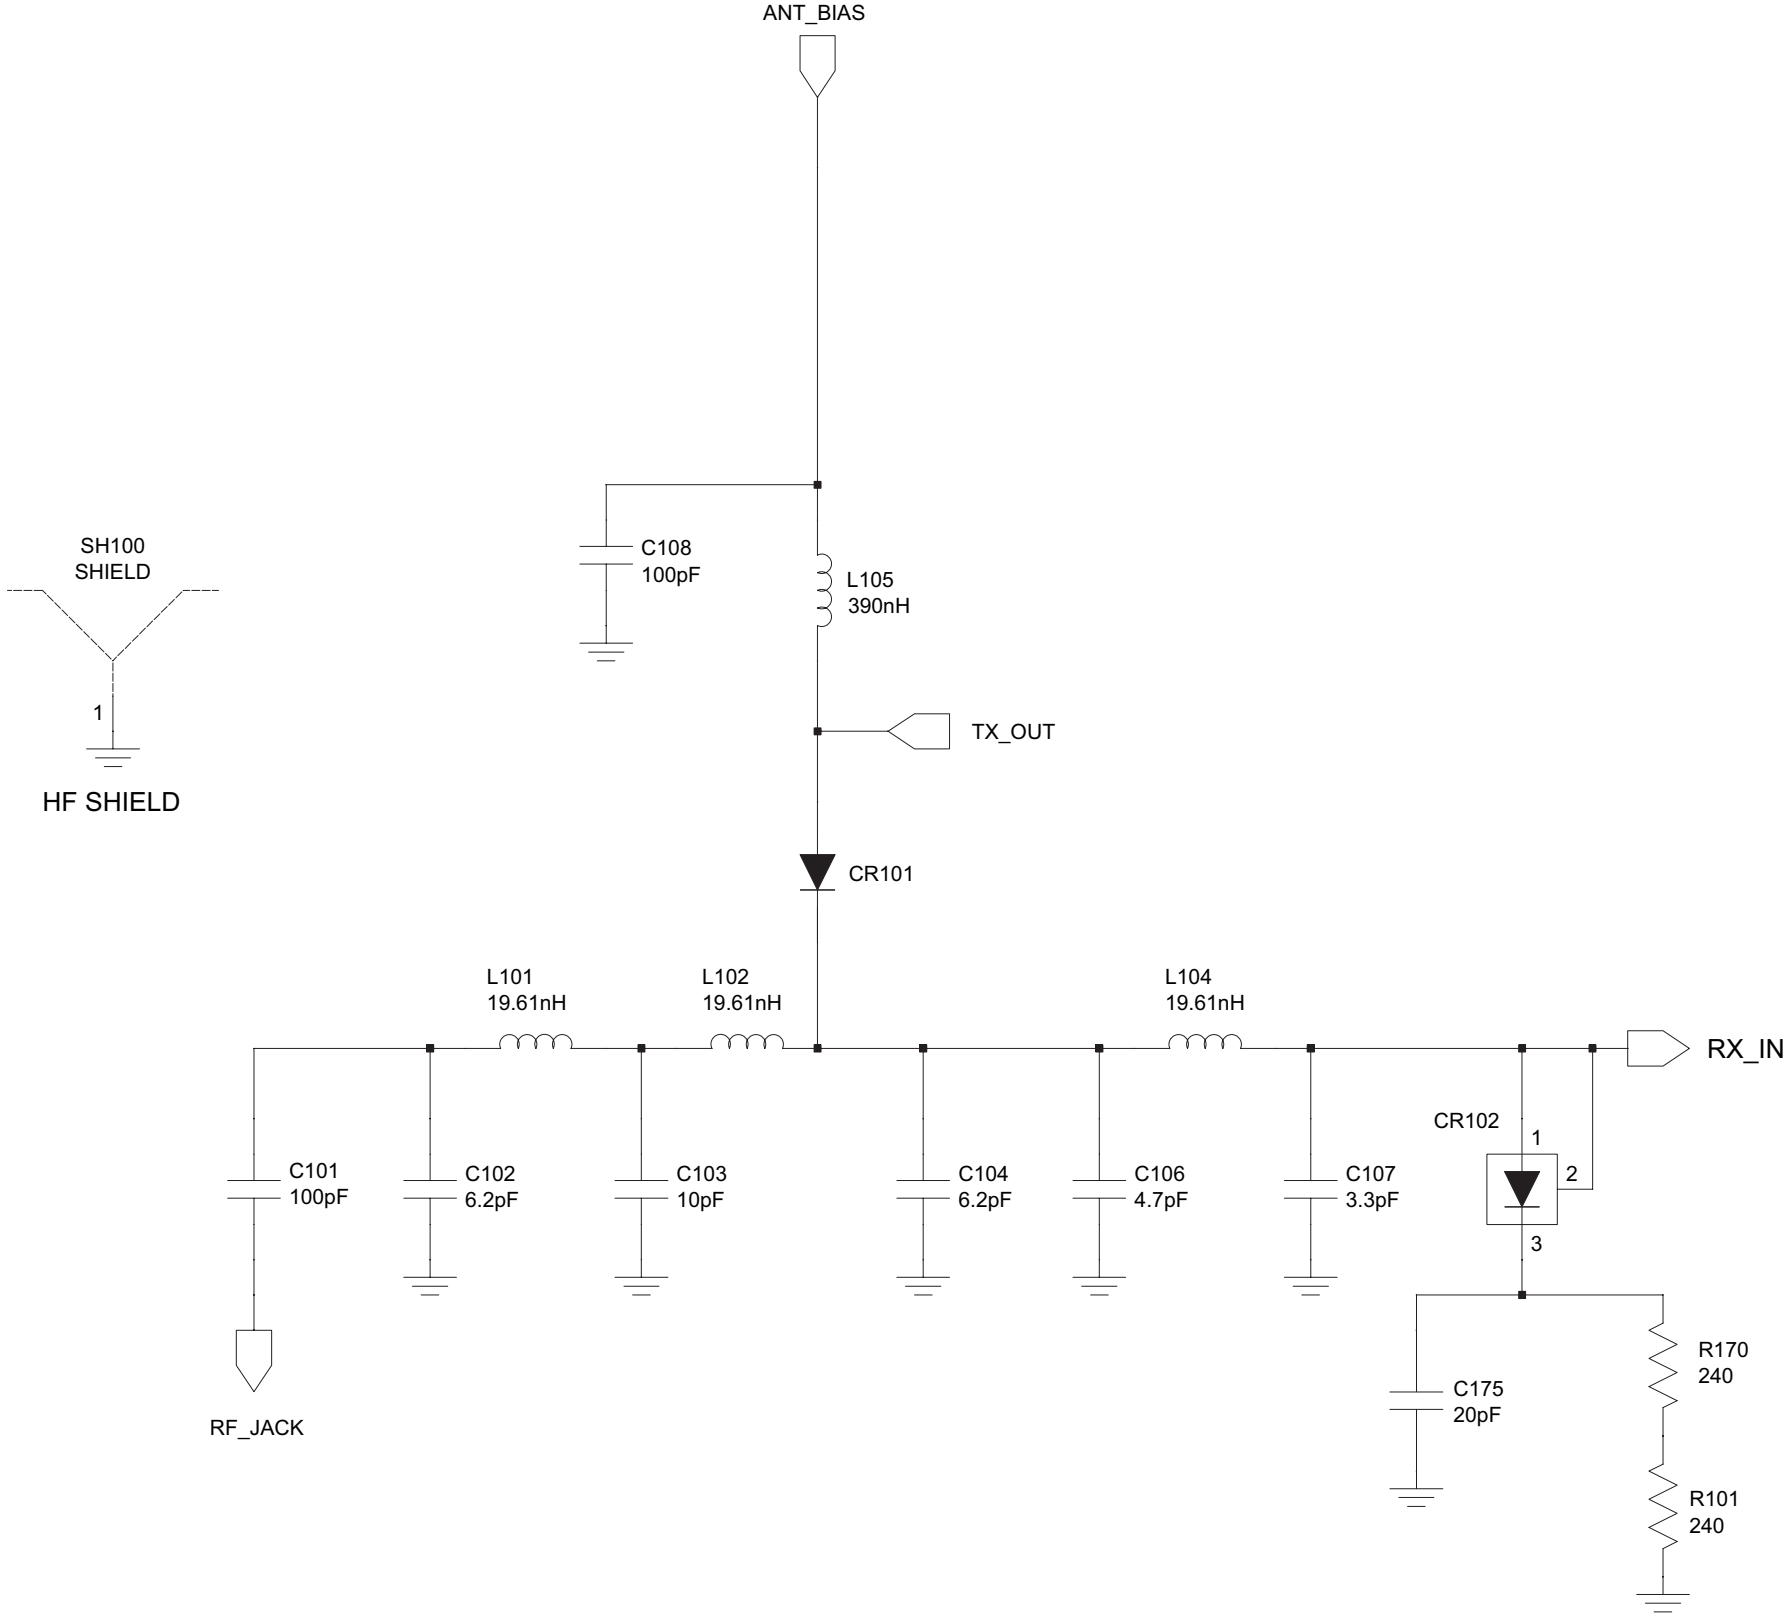 ANT_BIAS
SH100
SHIELD
1
HF SHIELD
C108
100pF
L105
390nH
TX_OUT
CR101
L101
19.61nH
L102
19.61nH
L104
19.61nH
RX_IN
CR102
1
2
3
C101
100pF
C102
6.2pF
C103
10pF
C104
6.2pF
C106
4.7pF
C107
3.3pF
RF_JACK
C175
20pF
R170
240
R101
240